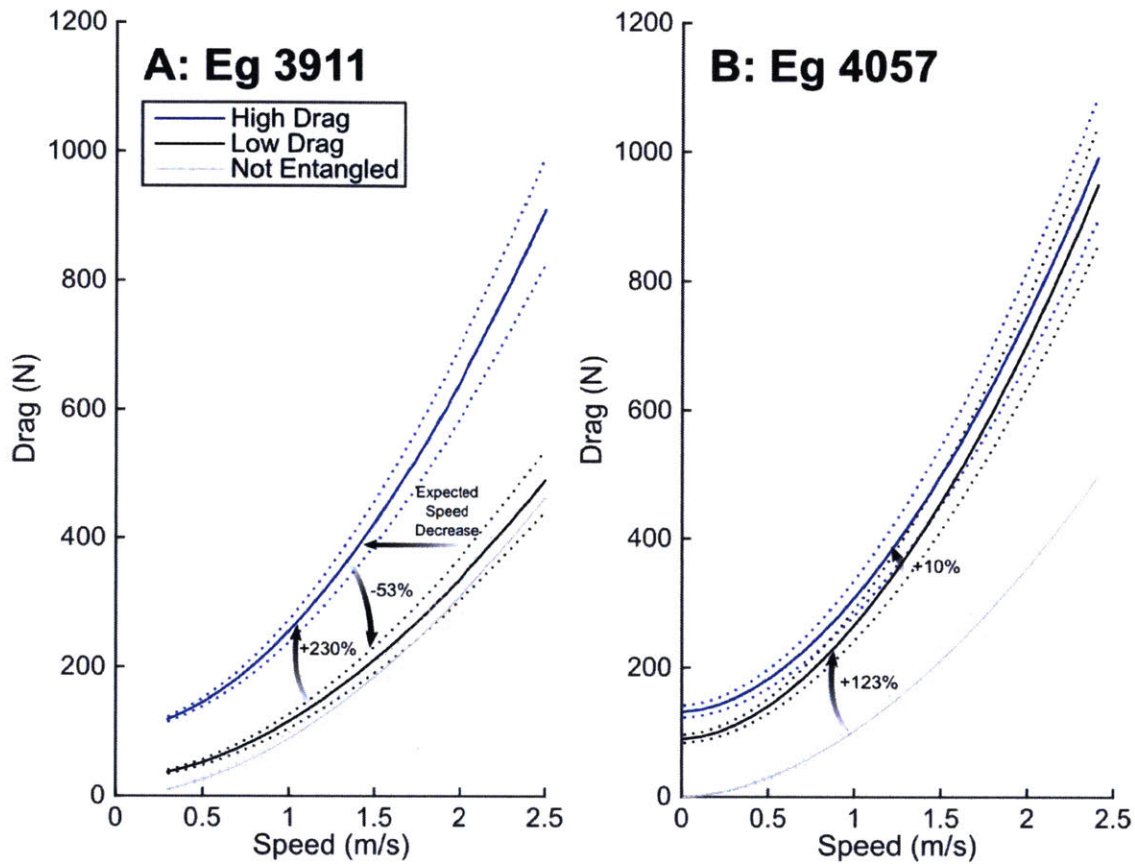 A: Eg 3911
High Drag
Low Drag
Not Entangled
1200
1000
800
600
400
200
0
Drag (N)
Expected
Speed
Decrease
-53%
+230%
0
0.5
1
1.5
2
2.5
Speed (m/s)
B: Eg 4057
1200
1000
800
600
400
200
0
Drag (N)
+10%
+123%
0
0.5
1
1.5
2
2.5
Speed (m/s)